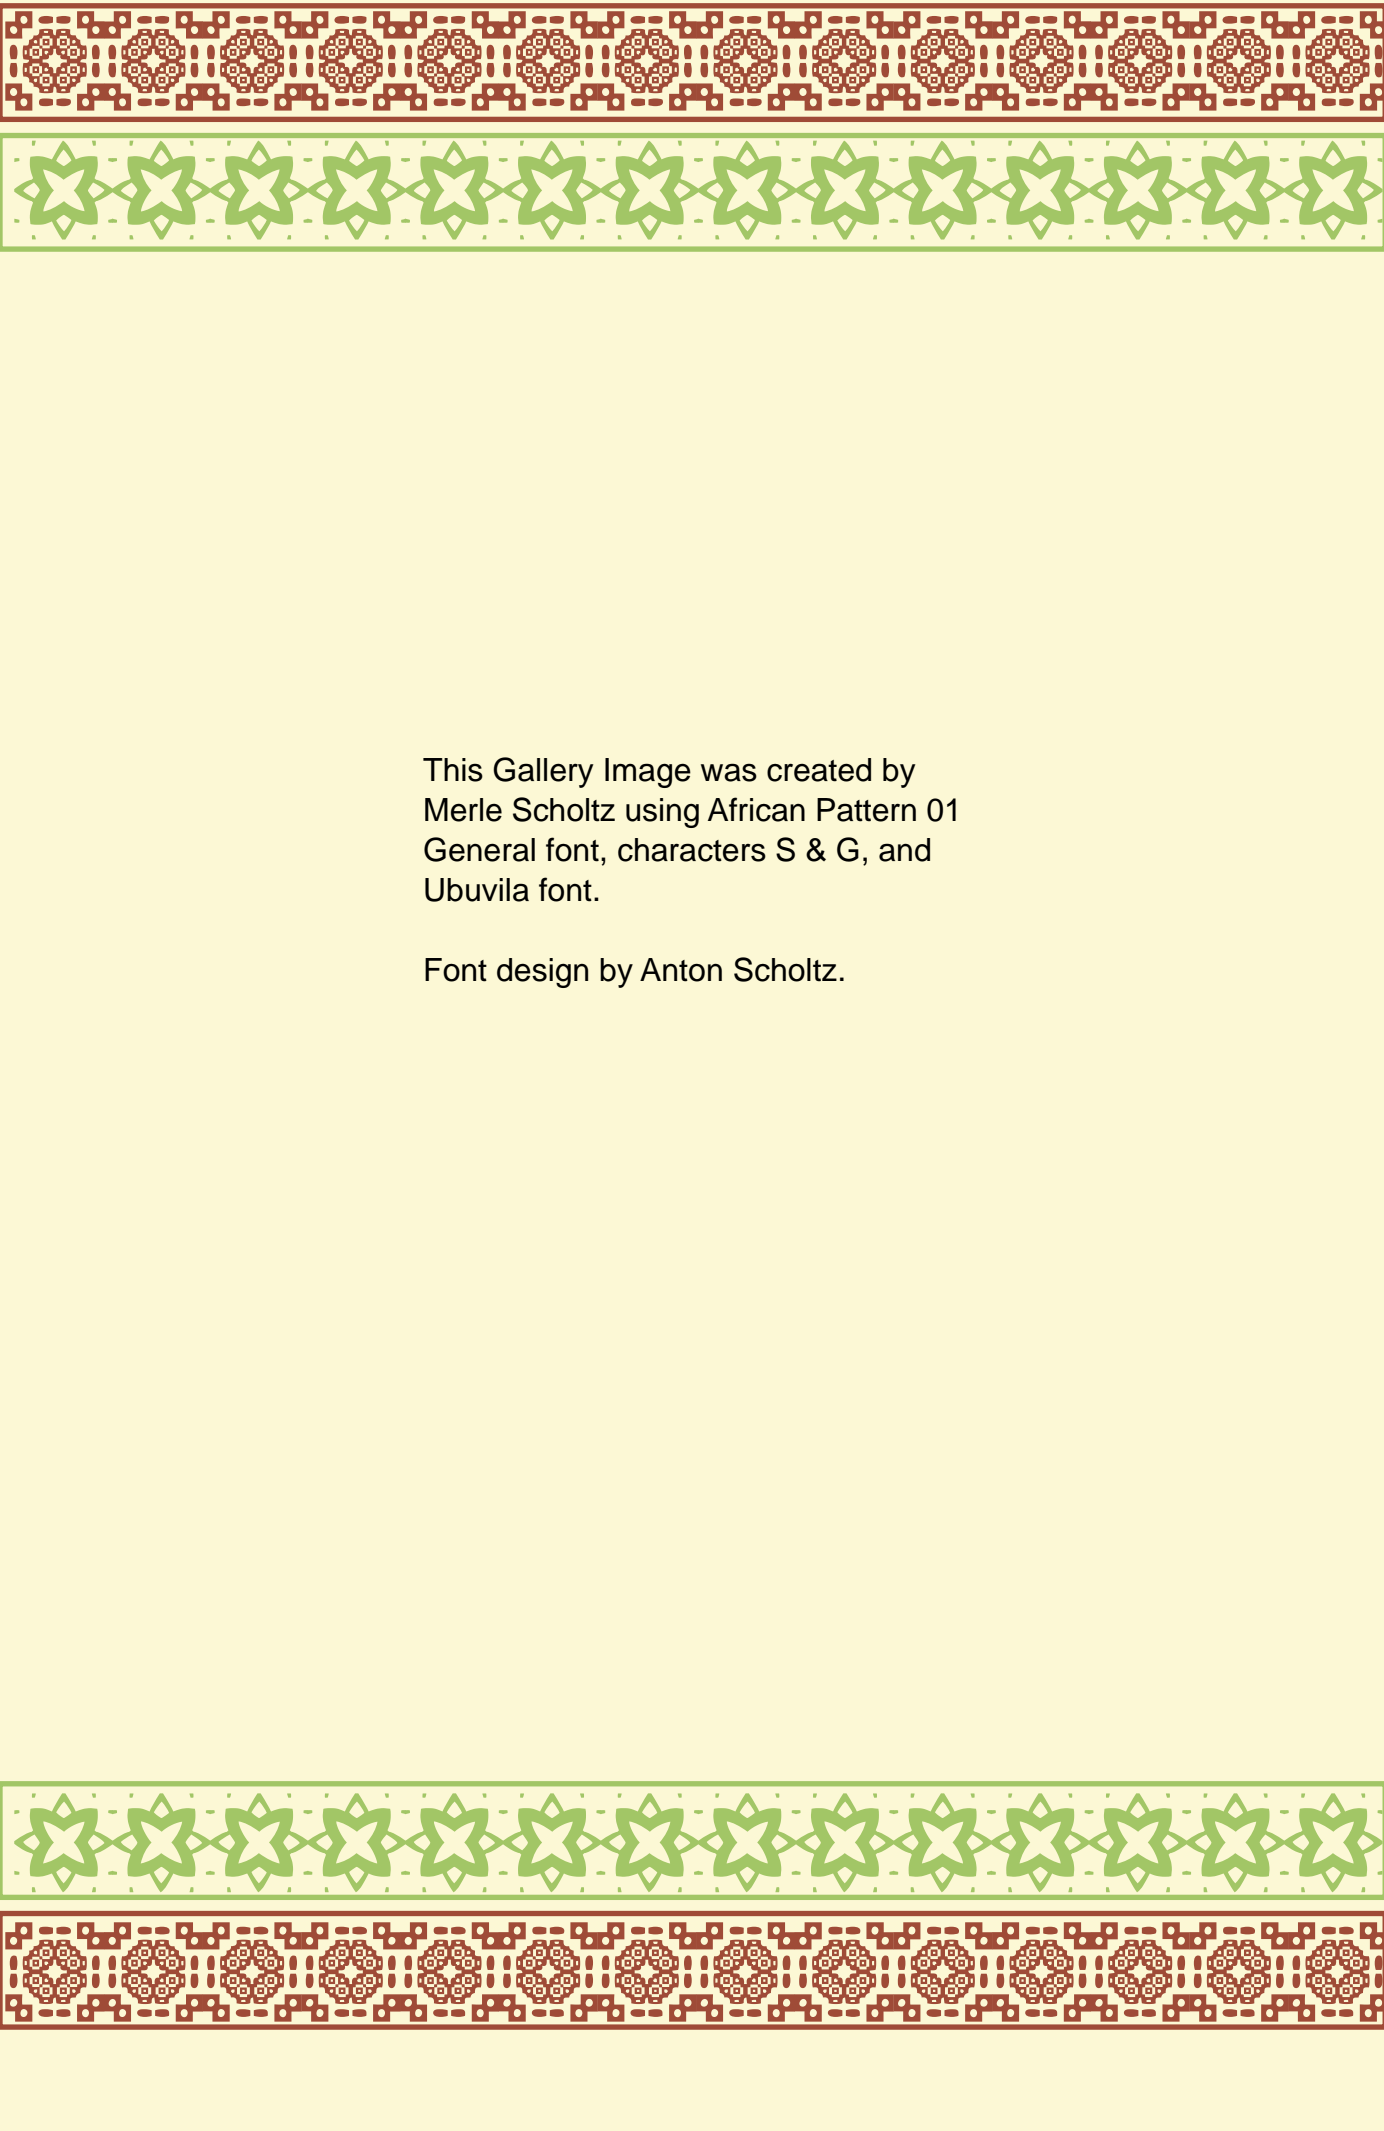 This Gallery Image was created by
Merle Scholtz using African Pattern 01
General font, characters S & G, and
Ubuvila font.
Font design by Anton Scholtz.